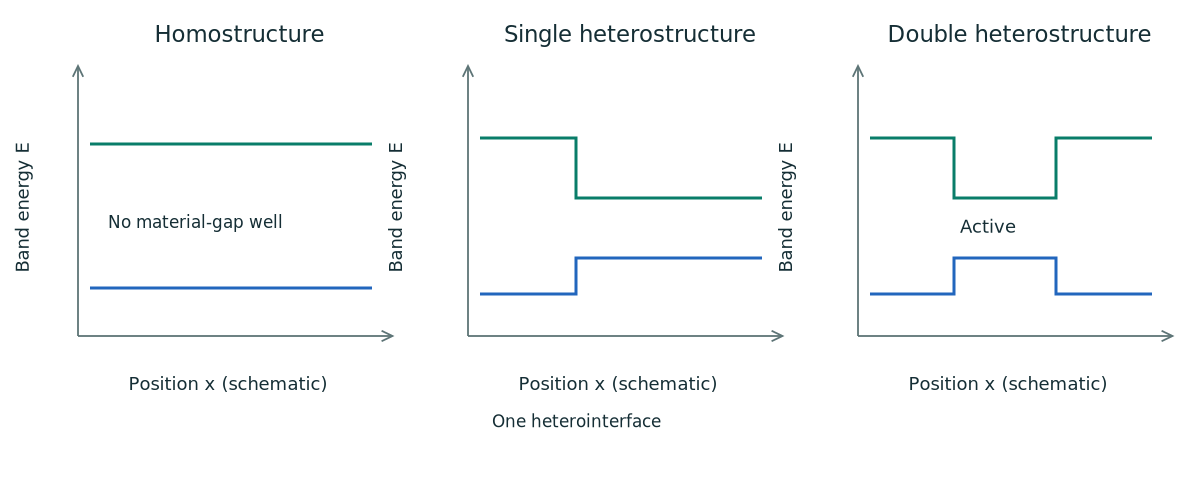 Homostructure
Single heterostructure
Double heterostructure
Band energy E
No material-gap well
Band energy E
Band energy E
Active
Position x (schematic)
Position x (schematic)
Position x (schematic)
One heterointerface